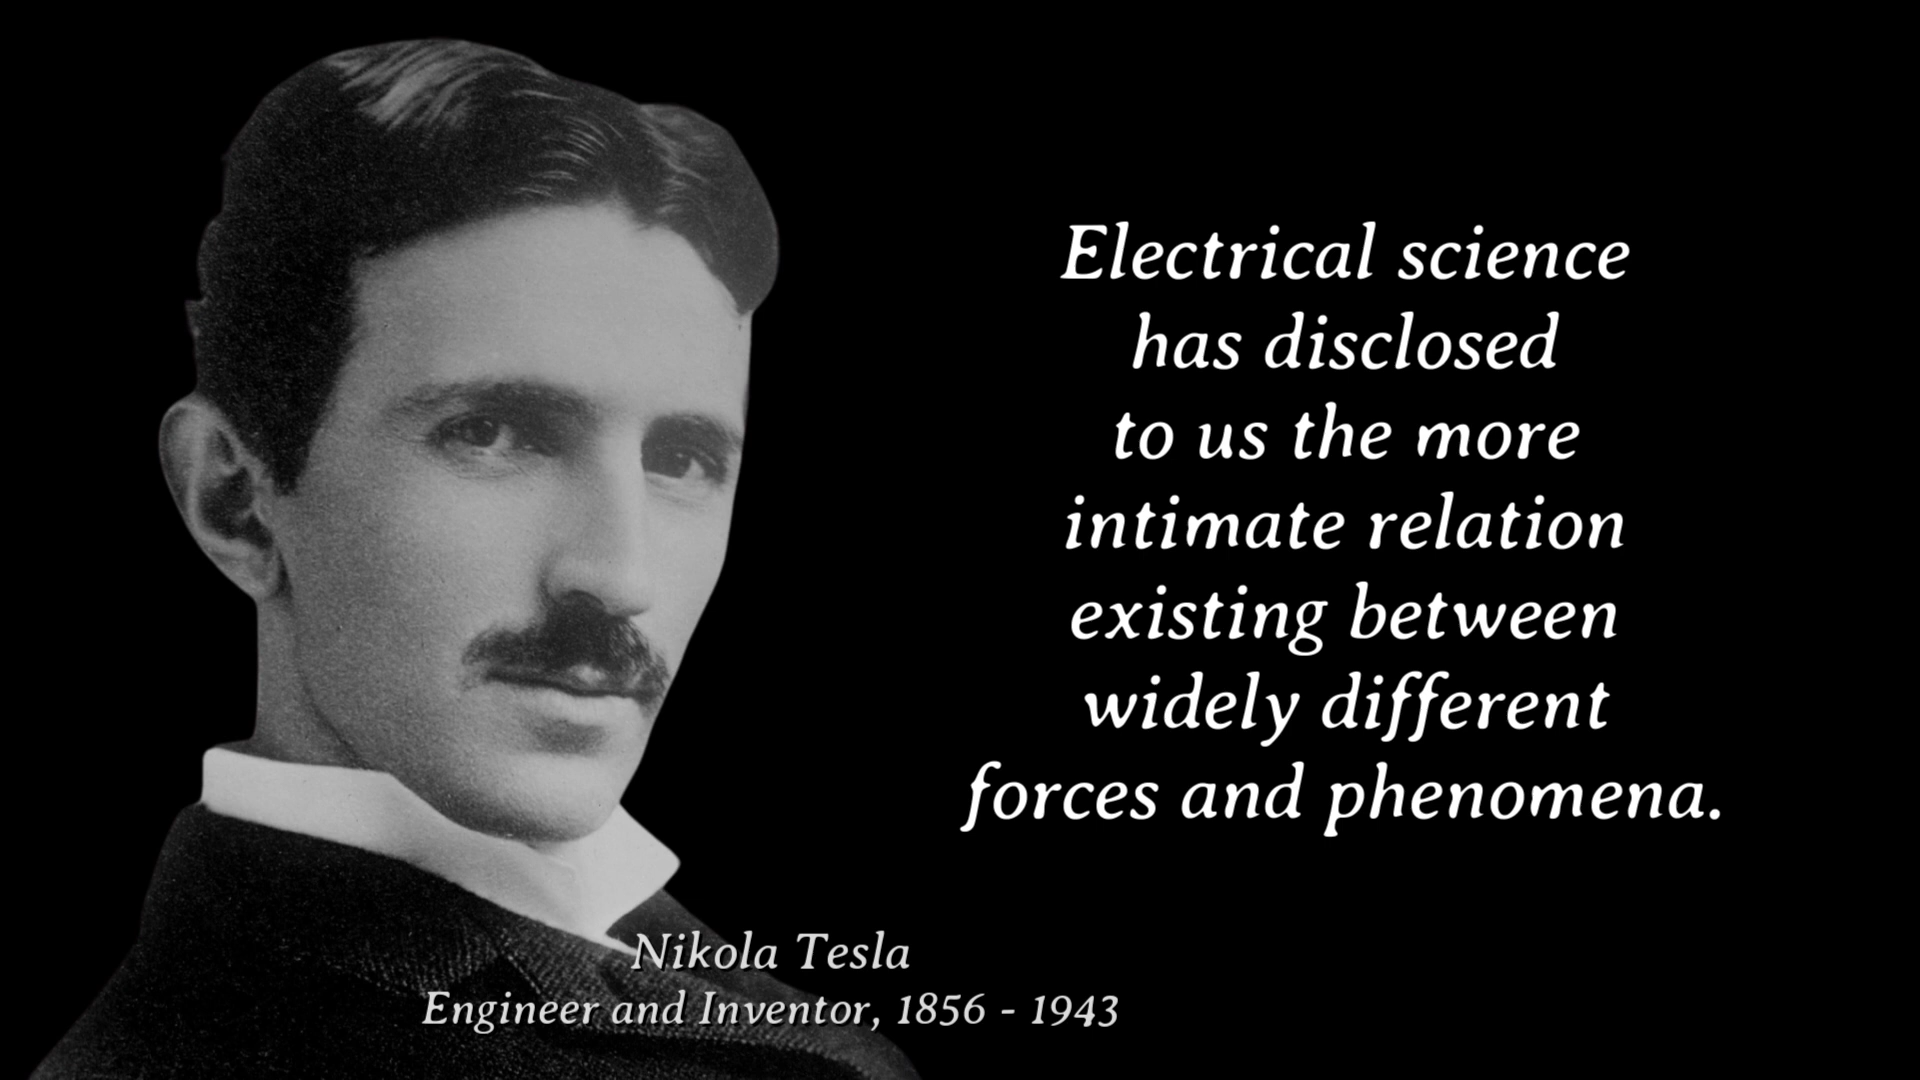 Electrical science
has disclosed
to us the more
intimate relation
existing between
widely different
forces and phenomena.
Nikola Tesla
Engineer and Inventor, 1856 - 1943